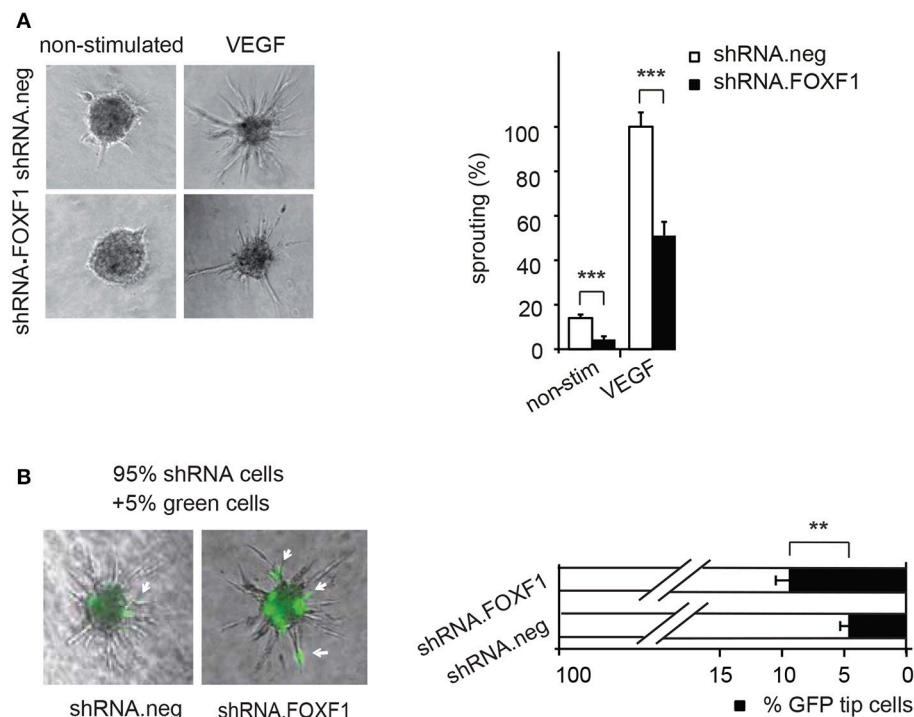 A
non-stimulated VEGF
shRNA.neg
shRNA.FOXF1
sprouting (%)
100
80
60
40
20
0
***
***
non-stim
VEGF
shRNA.neg
shRNA.FOXF1
B
95% shRNA cells
+5% green cells
shRNA.neg shRNA.FOXF1
**
shRNA.FOXF1
shRNA.neg
100 15 10 5 0
% GFP tip cells